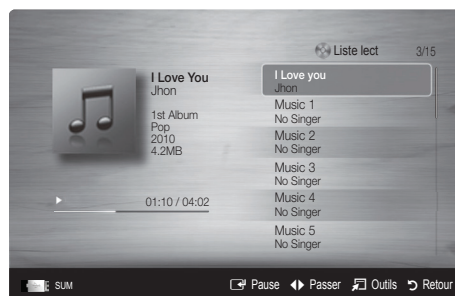 Liste lect 3/15
I Love You
Jhon
1st Album
Pop
2010
4.2MB
01:10 / 04:02
I Love you
Jhon
Music 1
No Singer
Music 2
No Singer
Music 3
No Singer
Music 4
No Singer
Music 5
No Singer
SUM Pause Passer Outils Retour